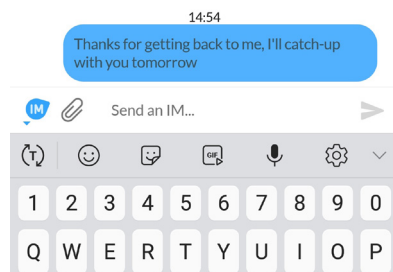 14:54
Thanks for getting back to me, I'll catch-up
with you tomorrow
IM
Send an IM...
T
GIF
1 2 3 4 5 6 7 8 9 0
Q W E R T Y U I O P